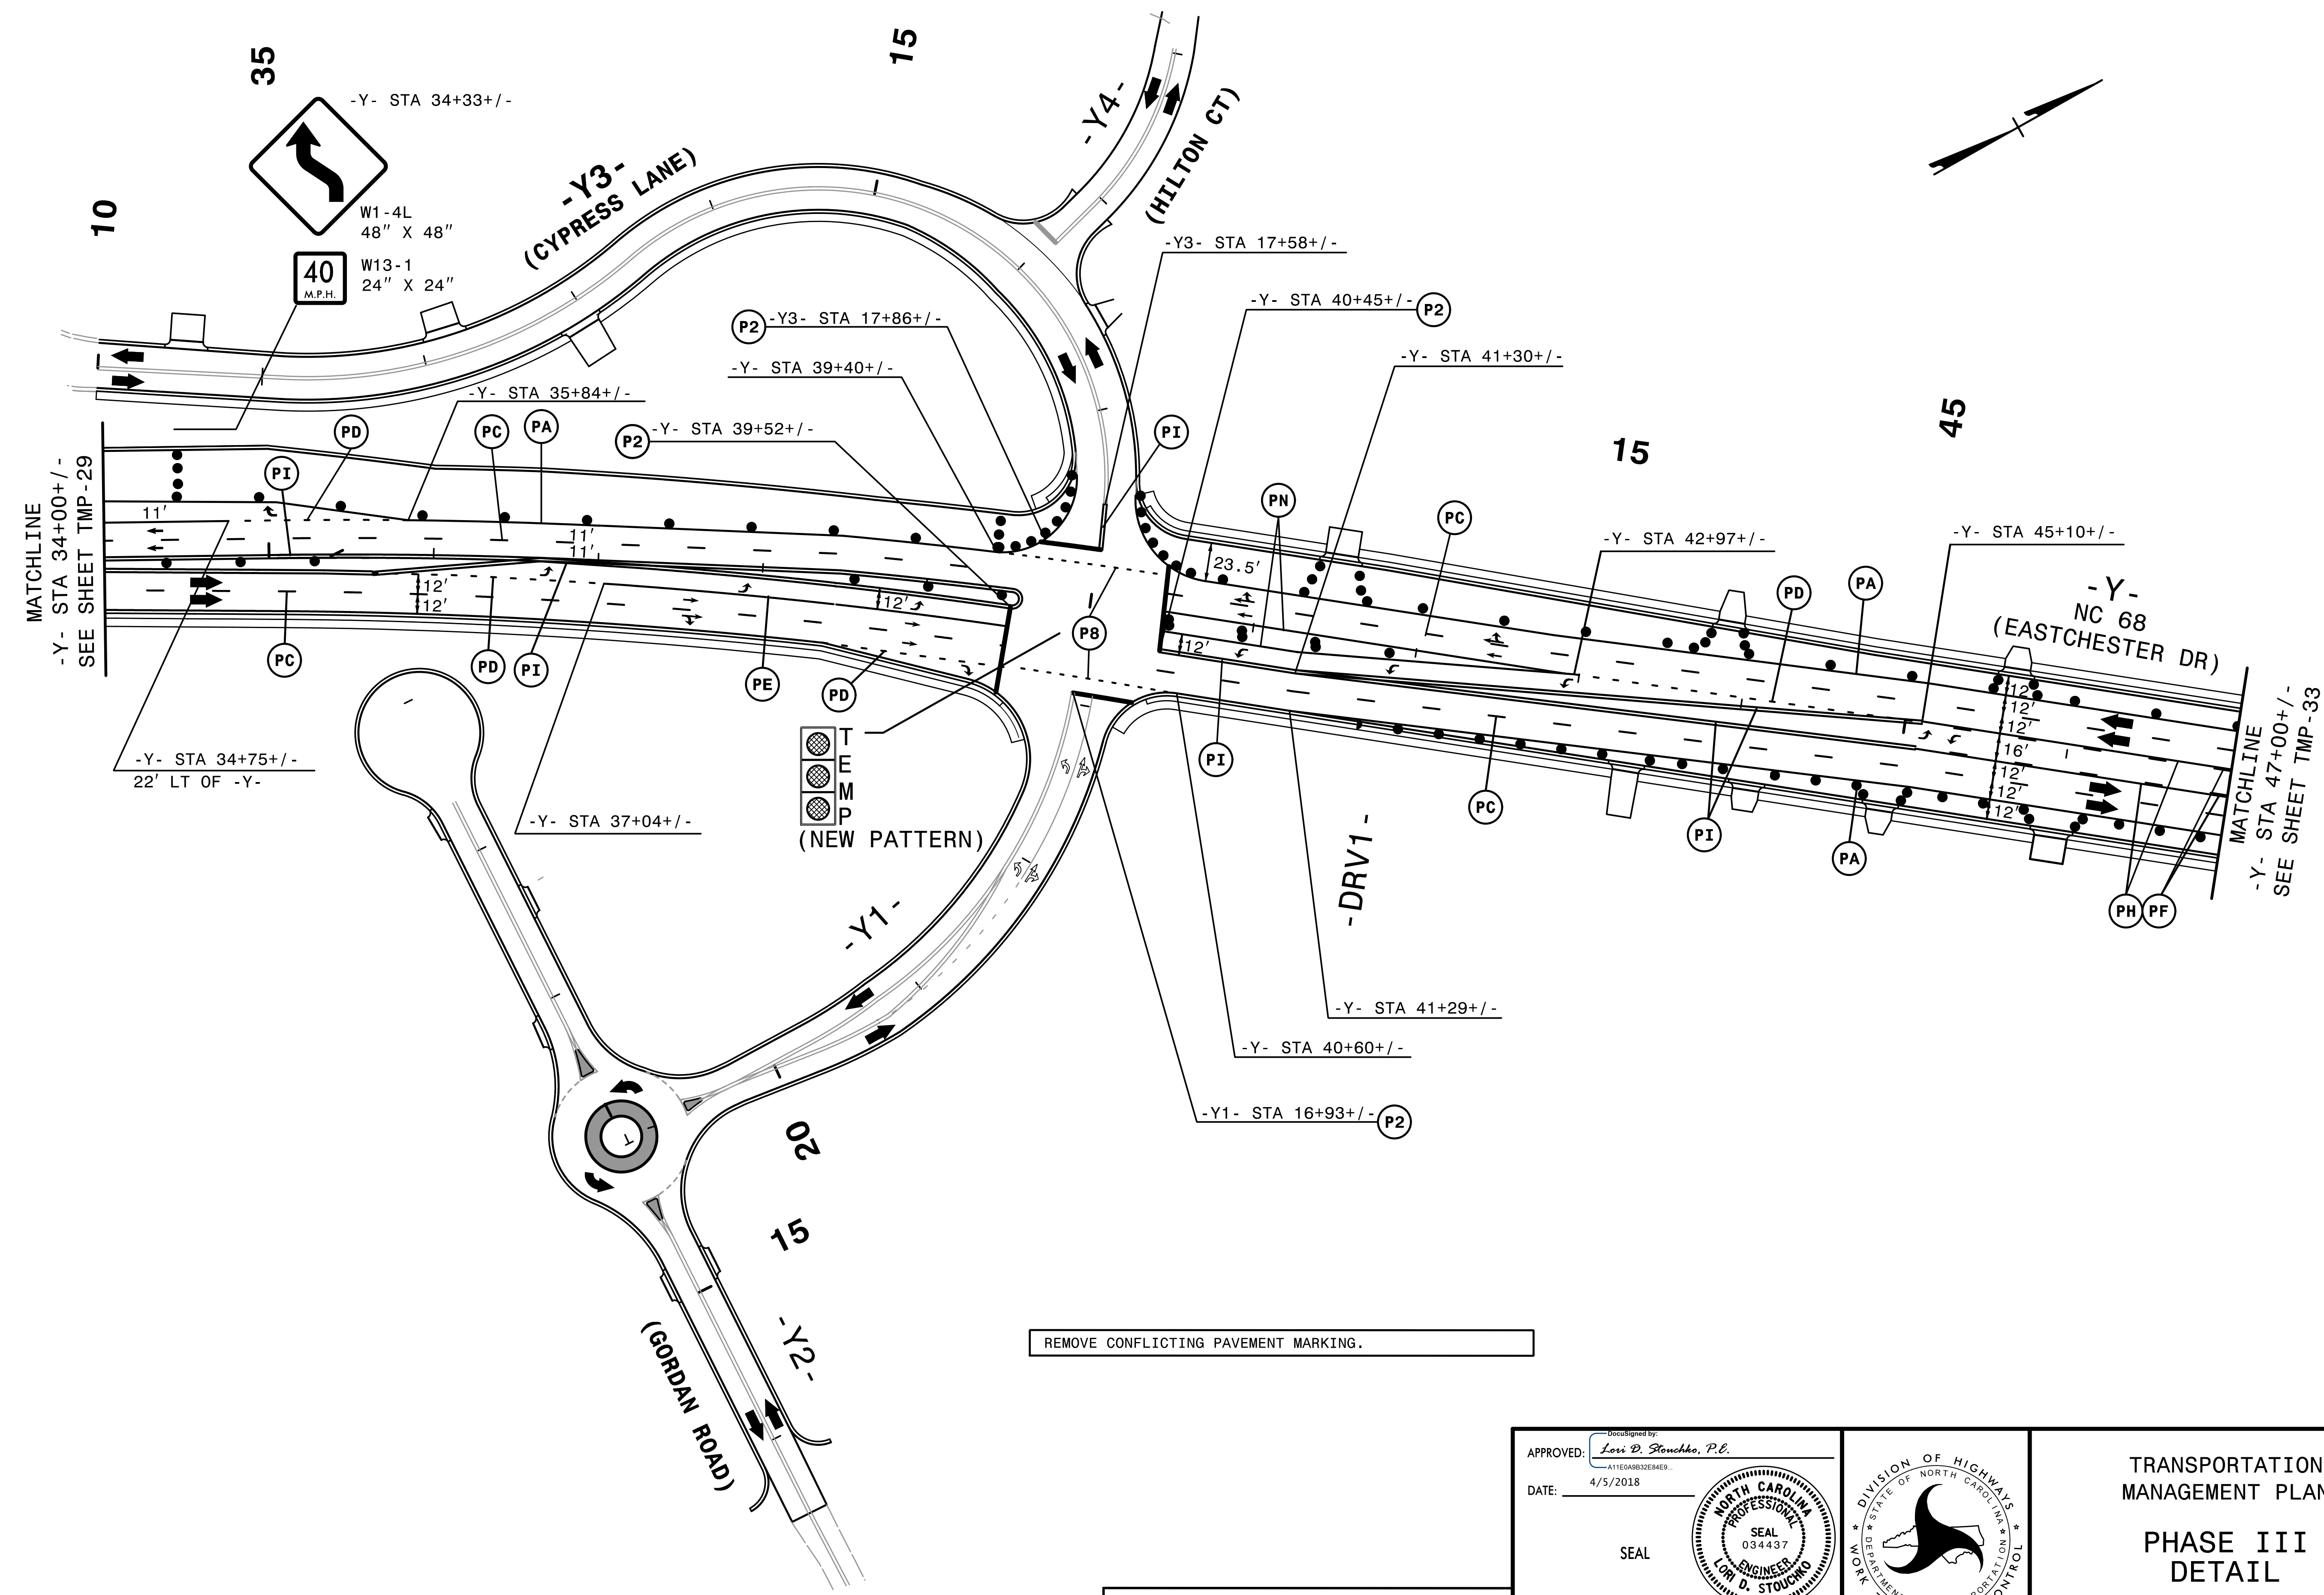 35
15
-Y- STA 34+33+/-
10
W1-4L
48" X 48"
40
M.P.H.
W13-1
24" X 24"
-Y3-
(CYPRESS LANE)
-Y4-
(HILTON CT)
-Y3- STA 17+58+/-
-Y- STA 40+45+/-
P2
P2
-Y3- STA 17+86+/-
-Y- STA 41+30+/-
-Y- STA 39+40+/-
-Y- STA 35+84+/-
P2
-Y- STA 39+52+/-
PD
PC
PA
PI
PI
15
45
MATCHLINE
-Y- STA 34+00+/-
SEE SHEET TMP-29
11'
11'
11'
12'
12'
12'
PN
PC
23.5'
12'
-Y- STA 42+97+/-
-Y- STA 45+10+/-
PD
PA
-Y-
NC 68
(EASTCHESTER DR)
12'
12'
12'
16'
12'
12'
12'
MATCHLINE
-Y- STA 47+00+/-
SEE SHEET TMP-33
P8
PC
PD
PI
PE
PD
PI
PC
PI
PA
PH
PF
TEMP
(NEW PATTERN)
-Y- STA 34+75+/-
22' LT OF -Y-
-Y- STA 37+04+/-
-DRV1-
-Y1-
-Y- STA 41+29+/-
-Y- STA 40+60+/-
-Y1- STA 16+93+/-
P2
20
15
-Y2-
(GORDAN ROAD)
REMOVE CONFLICTING PAVEMENT MARKING.
DocuSigned by:
APPROVED: Lori D. Stouchko, P.E.
A11E0A9B32E84E9...
DATE: 4/5/2018
SEAL
NORTH CAROLINA
PROFESSIONAL
SEAL
034437
ENGINEER
LORI D. STOUCHKO
DIVISION OF HIGHWAYS
STATE OF NORTH CAROLINA
WORK
TRANSPORTATION
MANAGEMENT PLAN
PHASE III
DETAIL